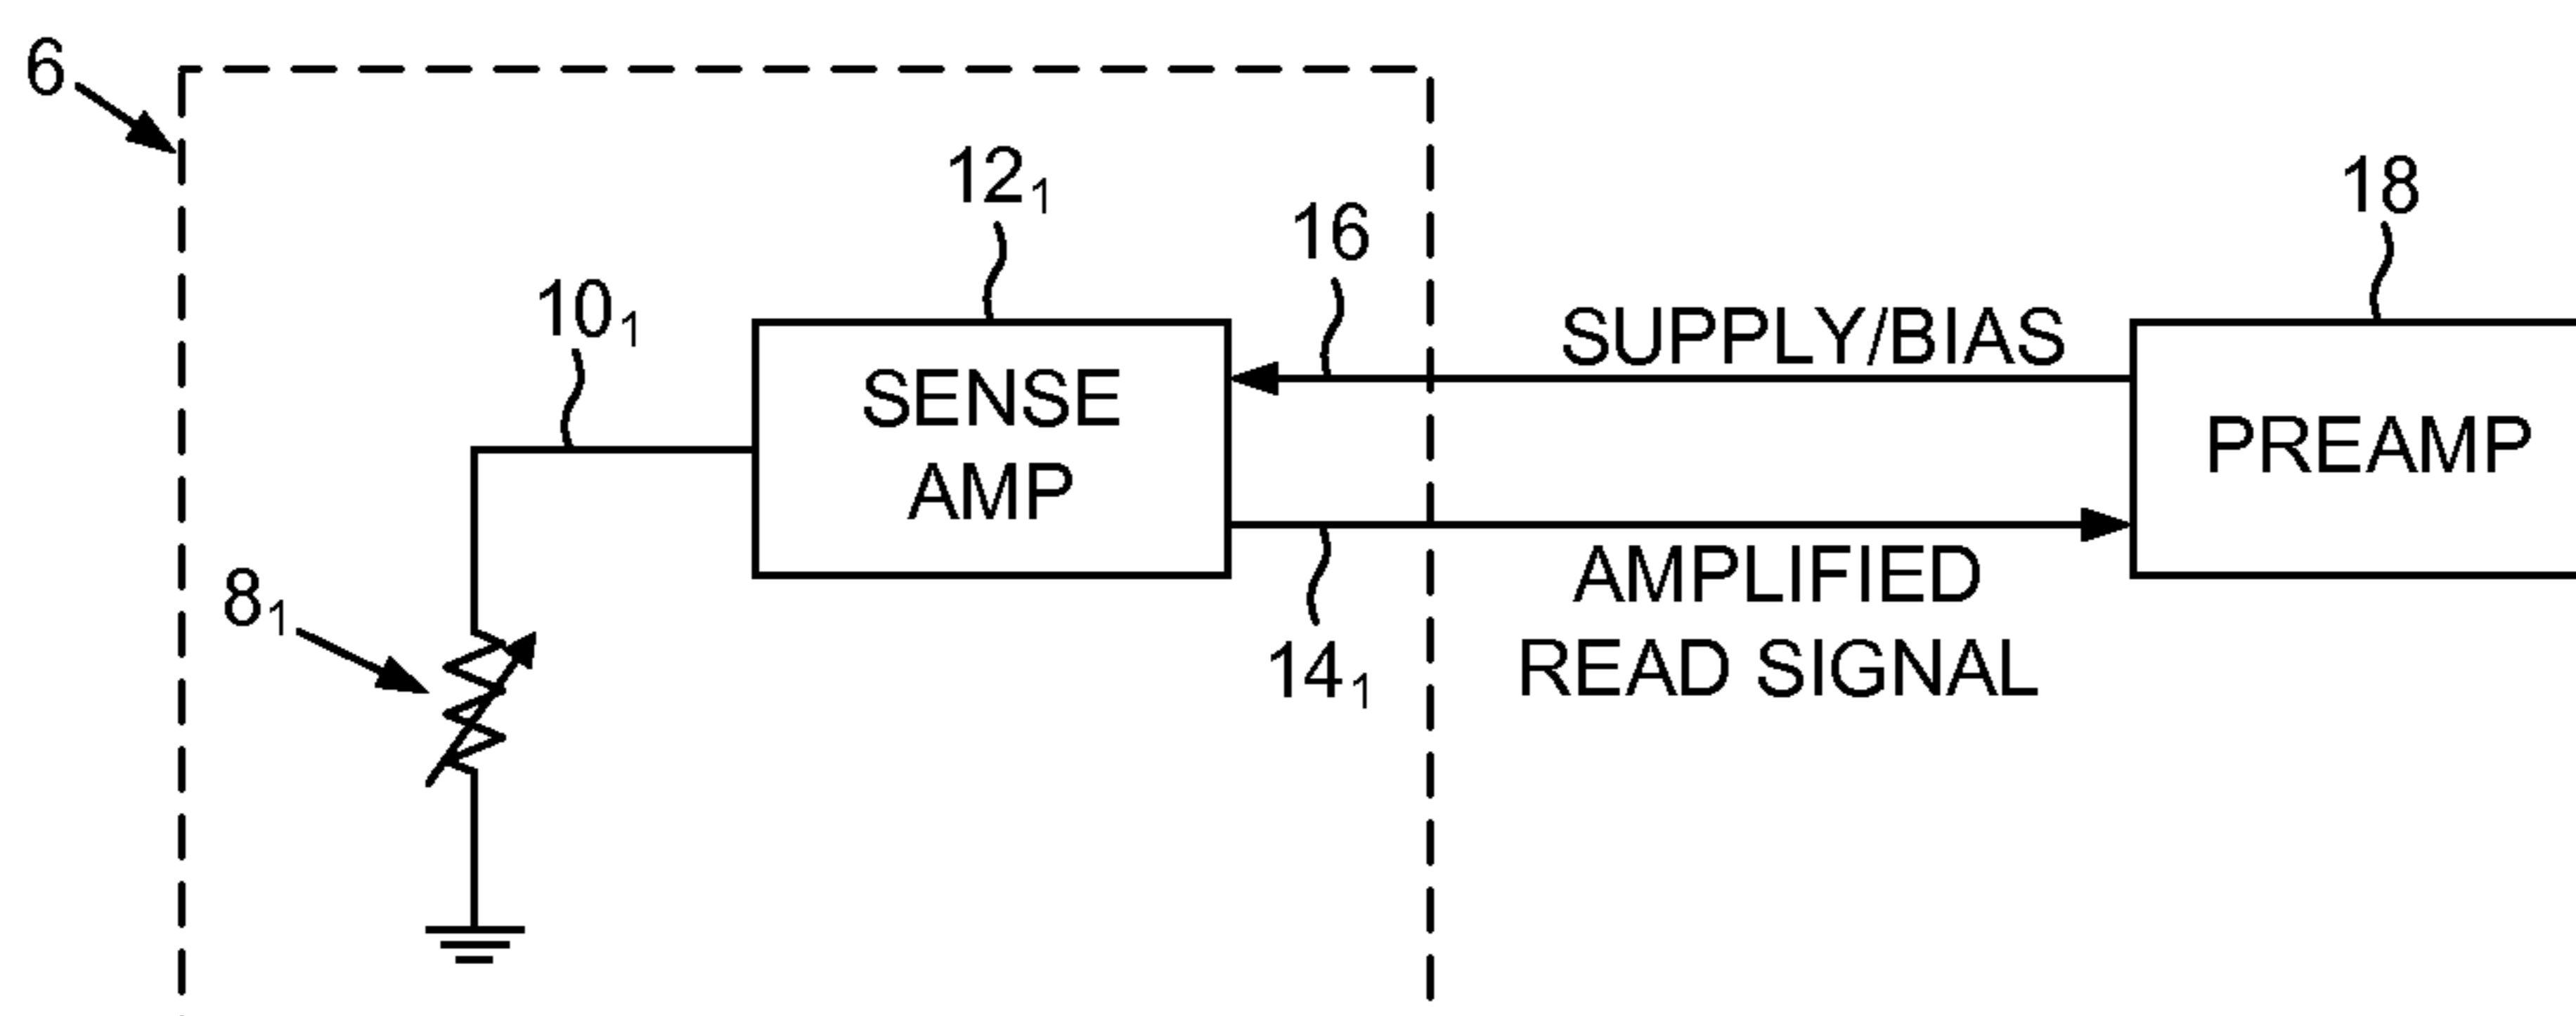 6
12₁
18
16
10₁
SUPPLY/BIAS
SENSE
AMP
PREAMP
8₁
14₁
AMPLIFIED
READ SIGNAL